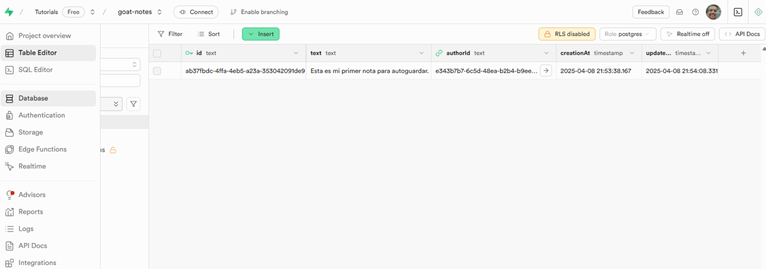 Tutorials Free / goat-notes Connect Enable branching Feedback
Project overview
Table Editor
SQL Editor
Database
Authentication
Storage
Edge Functions
Realtime
Advisors
Reports
Logs
API Docs
Integrations
Filter Sort Insert RLS disabled Role postgres Realtime off API Docs
id text text text authorId text creationAt timestamp update... timesta...
ab37fbdc-4ffa-4eb5-a23a-353042091de9 Esta es mi primer nota para autoguardar. e343b7b7-6c5d-48ea-b2b4-b9ee... 2025-04-08 21:53:38.167 2025-04-08 21:54:08.331